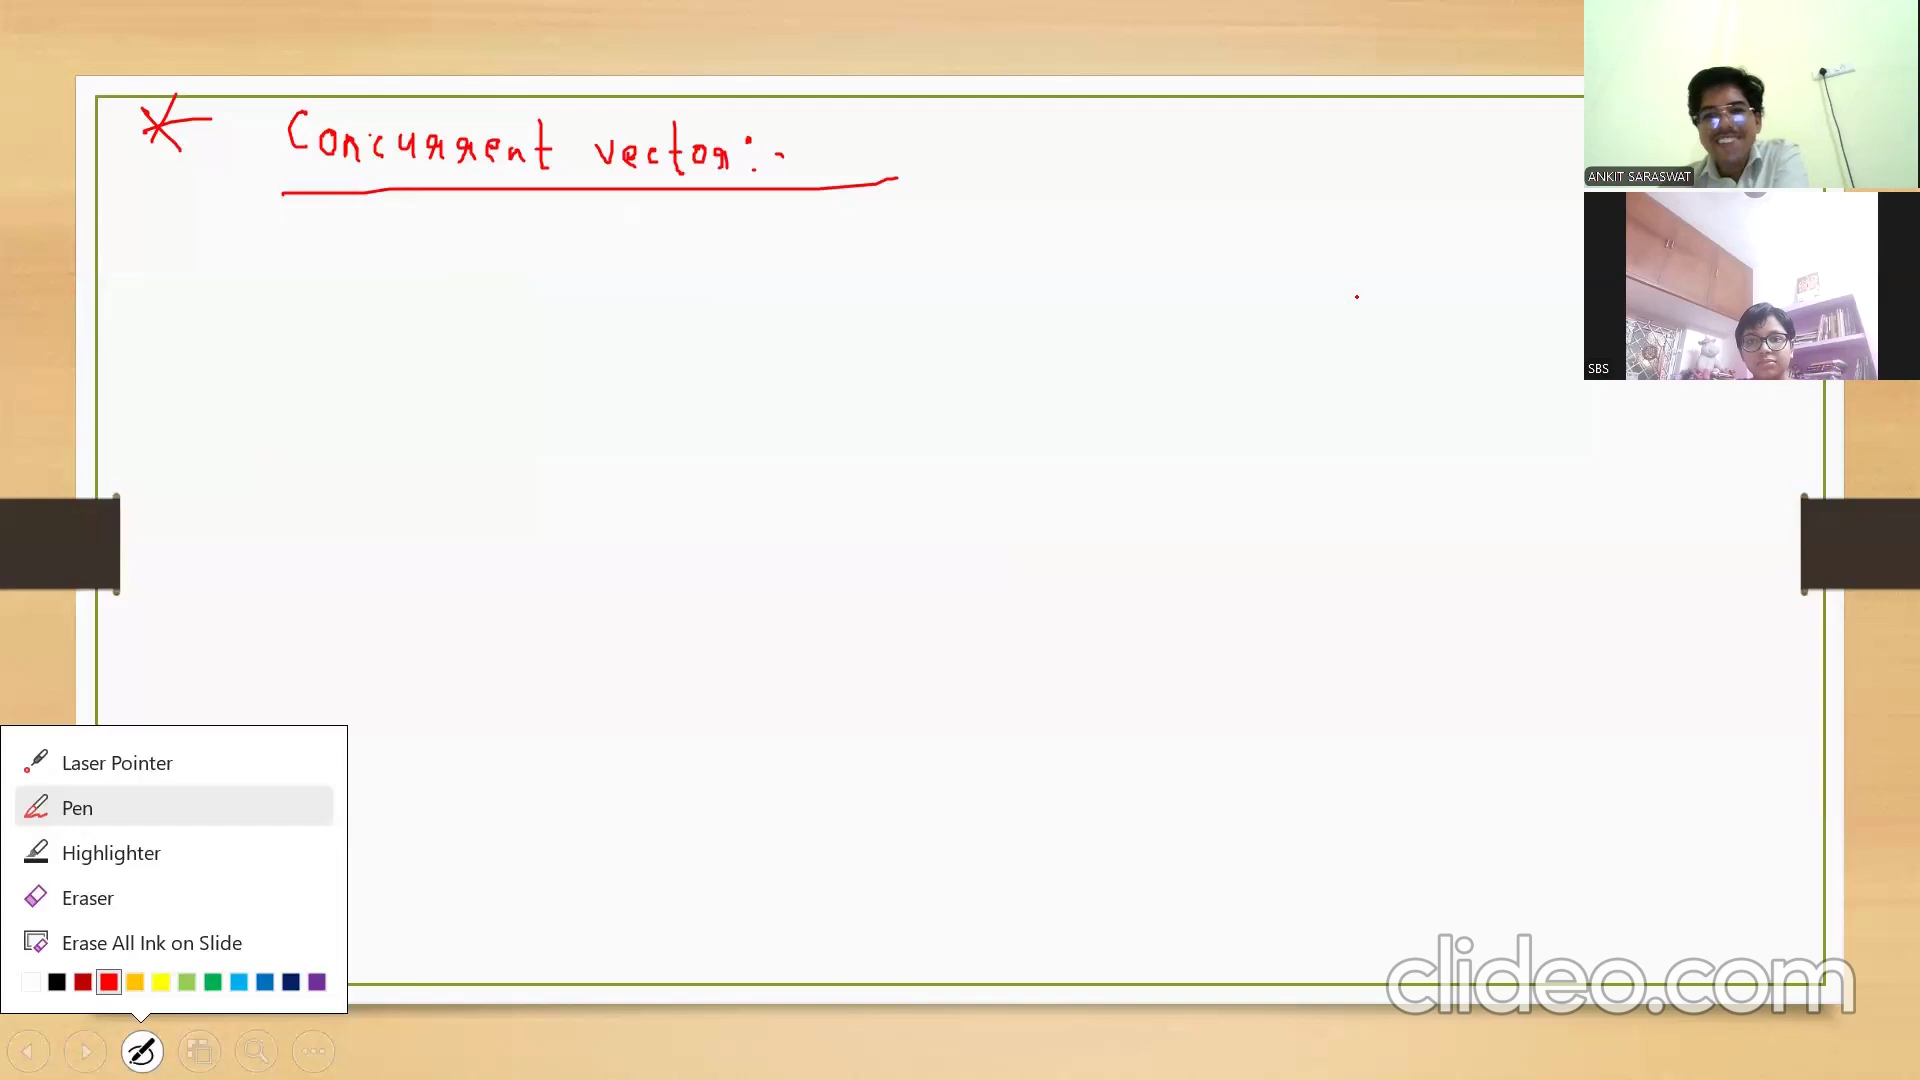 Concurrent vector:-
ANKIT SARASWAT
SBS
Laser Pointer
Pen
Highlighter
Eraser
Erase All Ink on Slide
clideo.com